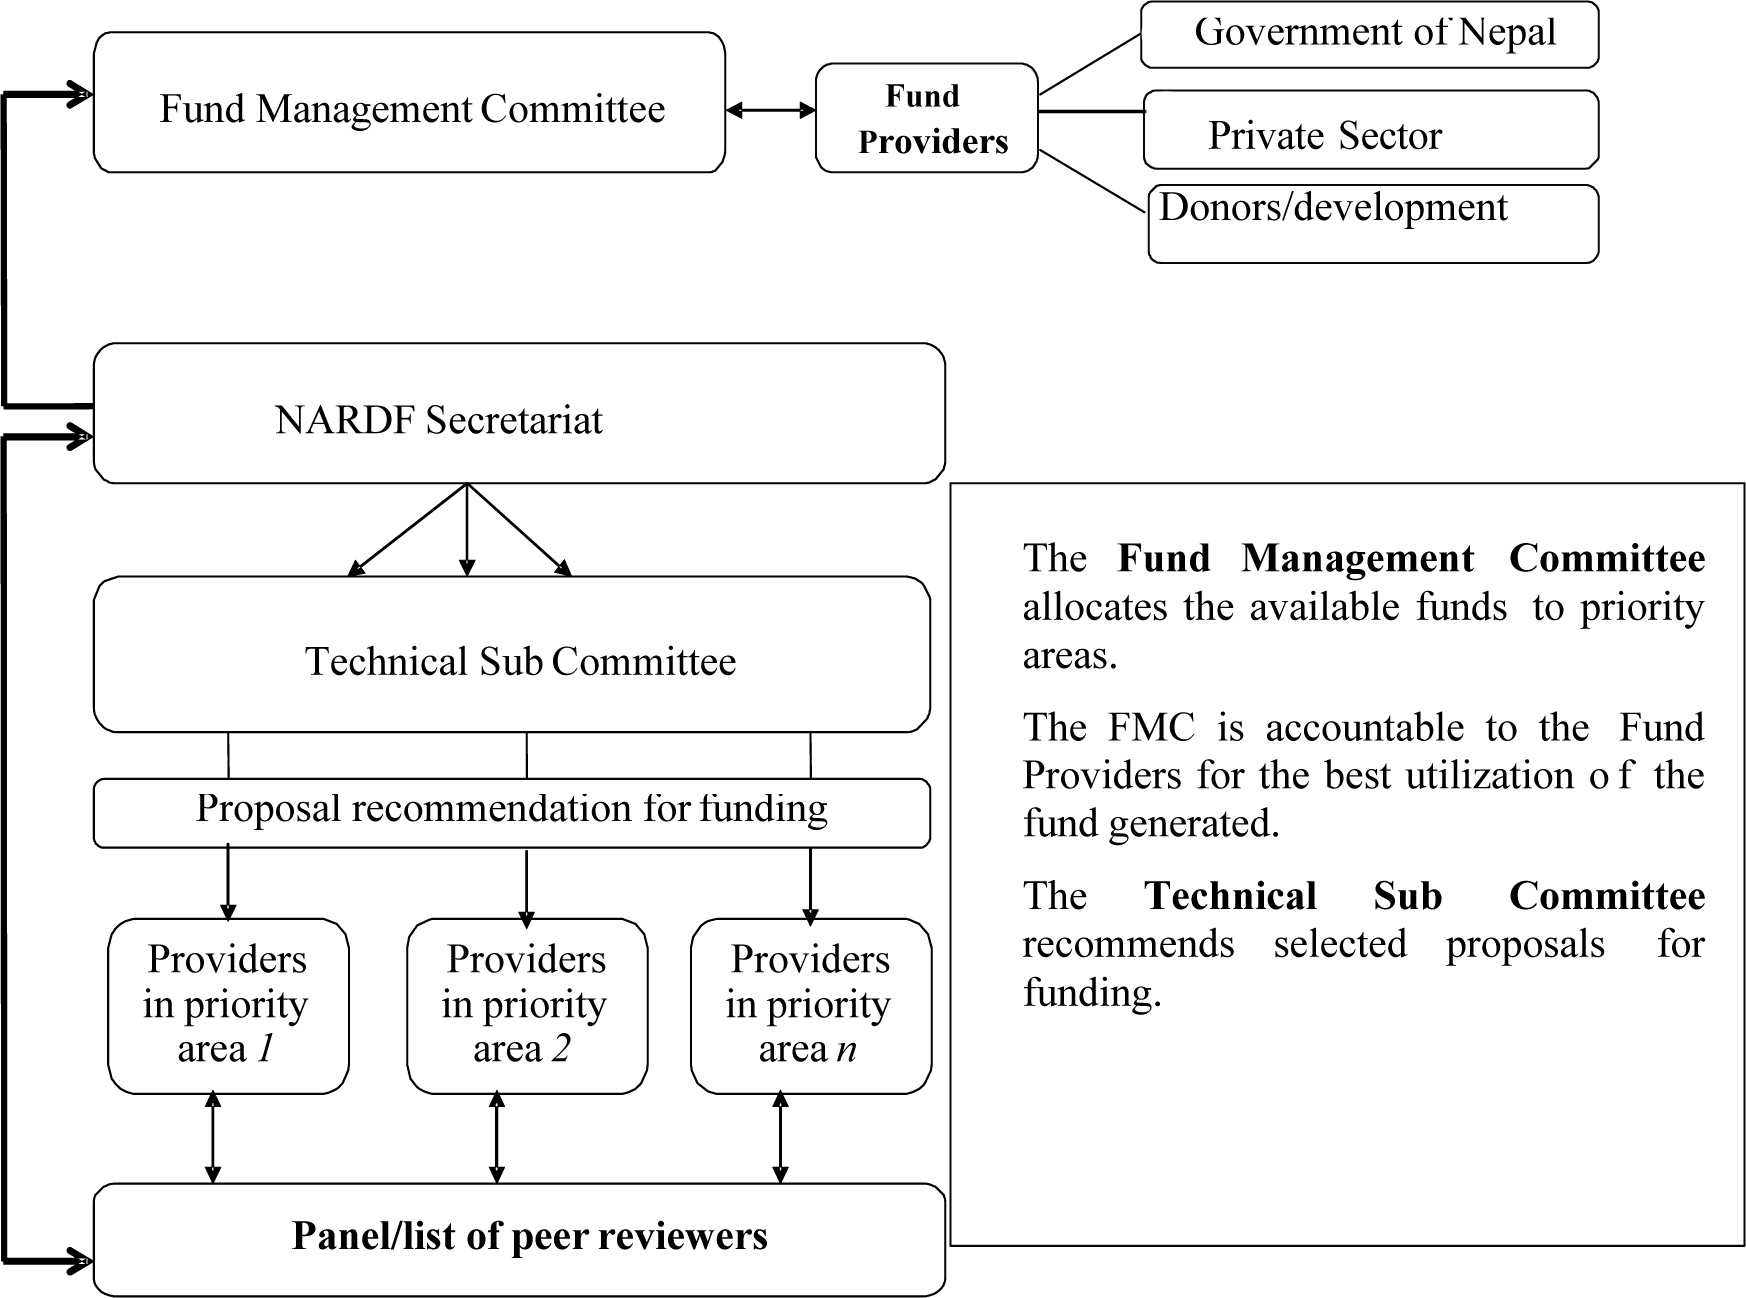 Government of Nepal
Fund Management Committee
Fund
Providers
Private Sector
Donors/development
NARDF Secretariat
Technical Sub Committee
Proposal recommendation for funding
Providers
in priority
area 1
Providers
in priority
area 2
Providers
in priority
area n
Panel/list of peer reviewers
The Fund Management Committee
allocates the available funds to priority
areas.
The FMC is accountable to the Fund
Providers for the best utilization o f the
fund generated.
The Technical Sub Committee
recommends selected proposals for
funding.